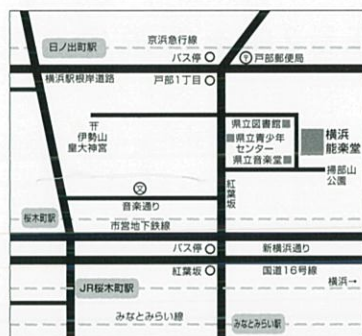 京浜急行線
日ノ出町駅
バス停
戸部郵便局
横浜駅根岸道路
戸部1丁目
県立図書館
県立青少年
センター
県立音楽堂
横浜
能楽堂
伊勢山
皇大神宮
掃部山
公園
文
紅葉坂
音楽通り
桜木町駅
市営地下鉄線
バス停
新横浜通り
紅葉坂
国道16号線
横浜→
JR桜木町駅
みなとみらい線
みなとみらい駅